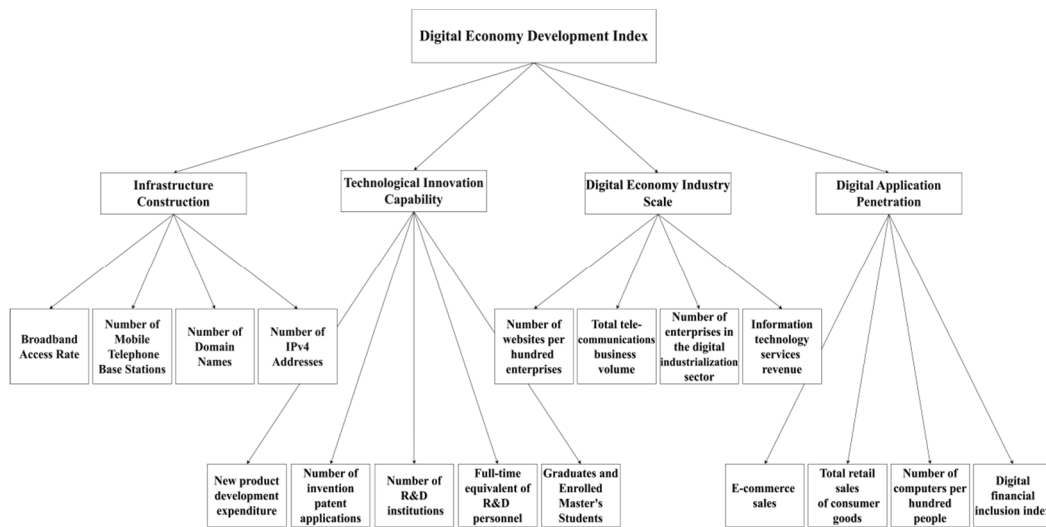 Digital Economy Development Index
Infrastructure
Construction
Technological Innovation
Capability
Digital Economy Industry
Scale
Digital Application
Penetration
Broadband
Access Rate
Number of
Mobile
Telephone
Base Stations
Number of
Domain
Names
Number of
IPv4
Addresses
Number of
websites per
hundred
enterprises
Total tele-
communications
business
volume
Number of
enterprises in
the digital
industrialization
sector
Information
technology
services
revenue
New product
development
expenditure
Number of
invention
patent
applications
Number of
R&D
institutions
Full-time
equivalent of
R&D
personnel
Graduates and
Enrolled
Master's
Students
E-commerce
sales
Total retail
sales
of consumer
goods
Number of
computers per
hundred
people
Digital
financial
inclusion index